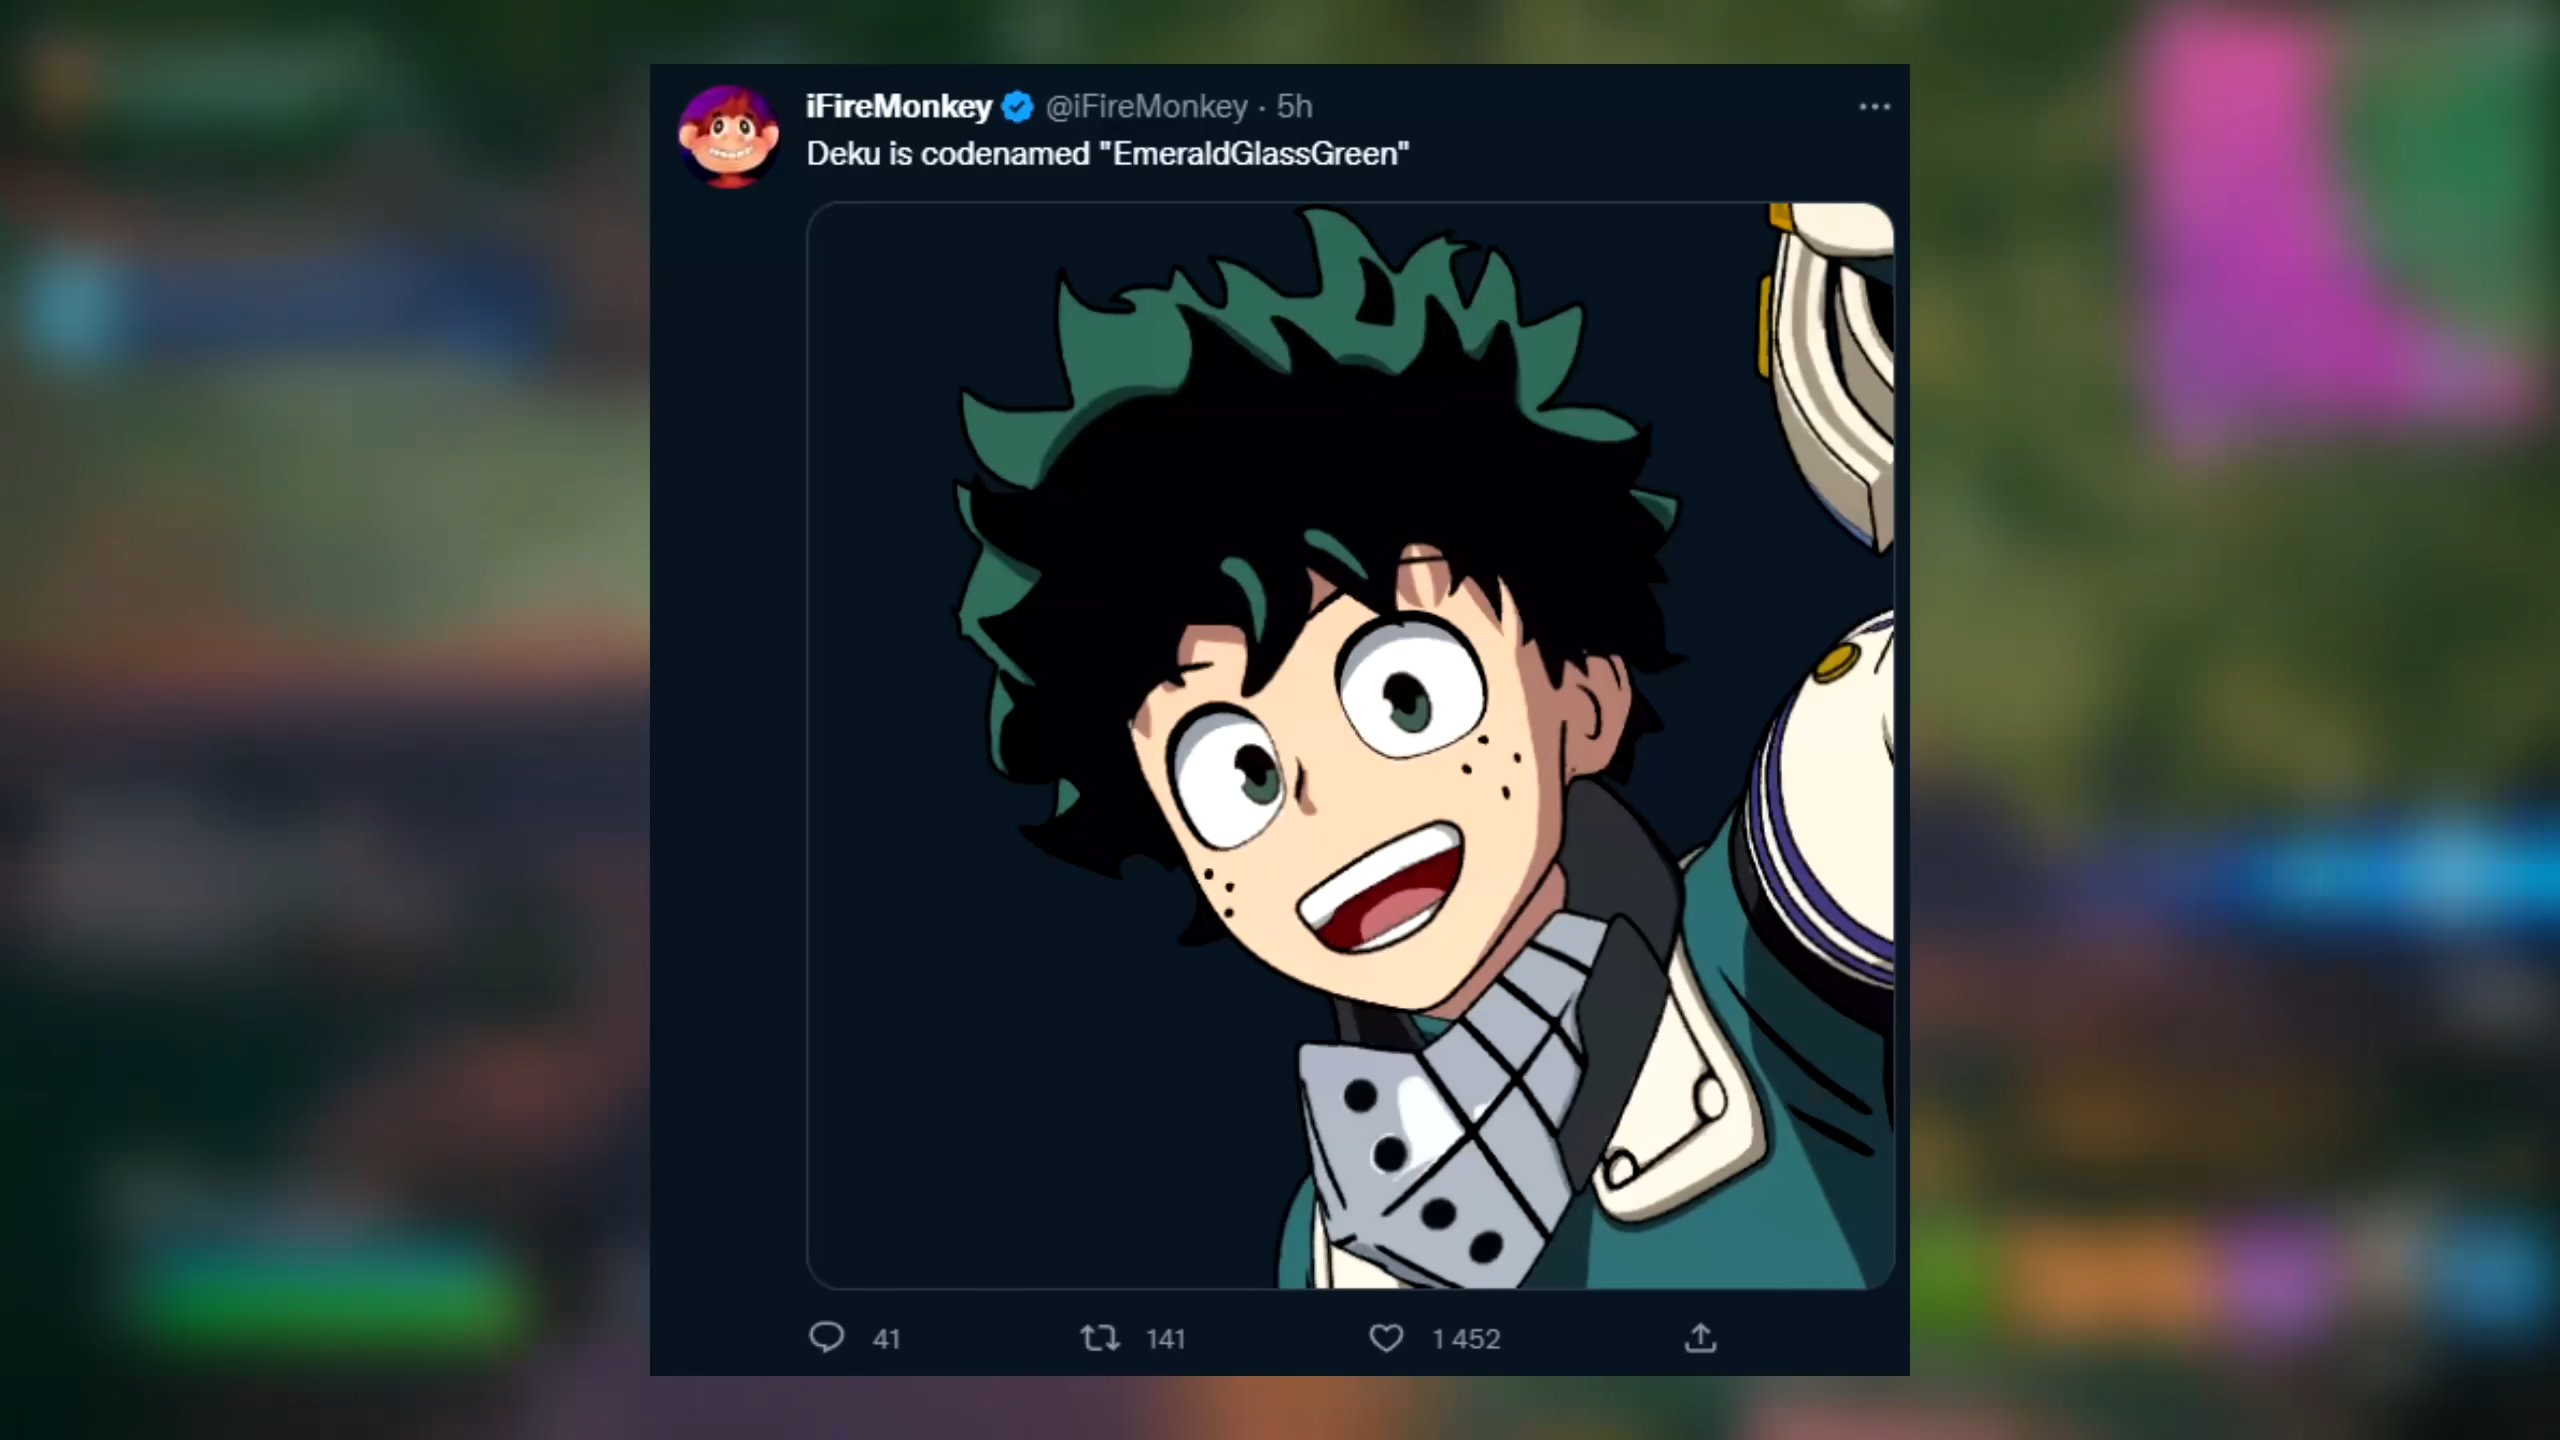 iFireMonkey @iFireMonkey · 5h
Deku is codenamed "EmeraldGlassGreen"
41 141 1 452